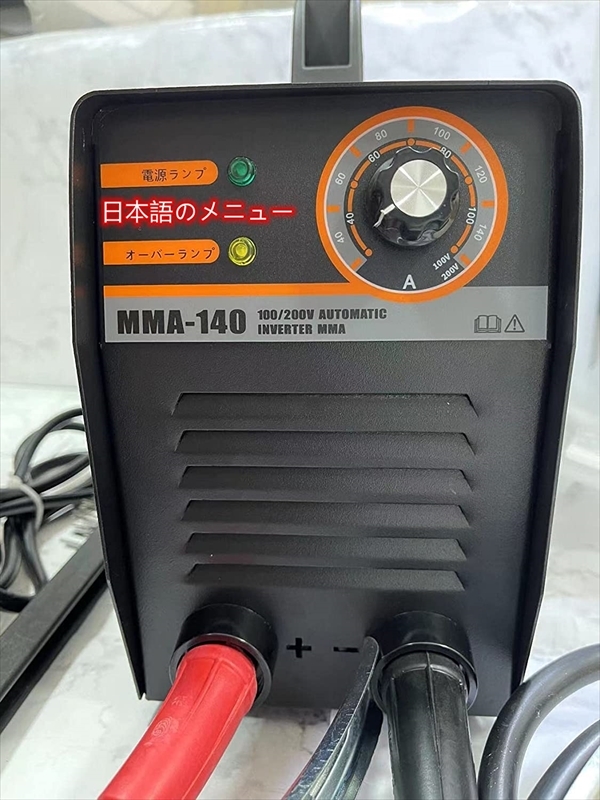 電源ランプ
日本語のメニュー
オーバーランプ
40 60 80 100 120 140
40 60 80 100
100V
200V
A
MMA-140
100/200V AUTOMATIC
INVERTER MMA
+ -